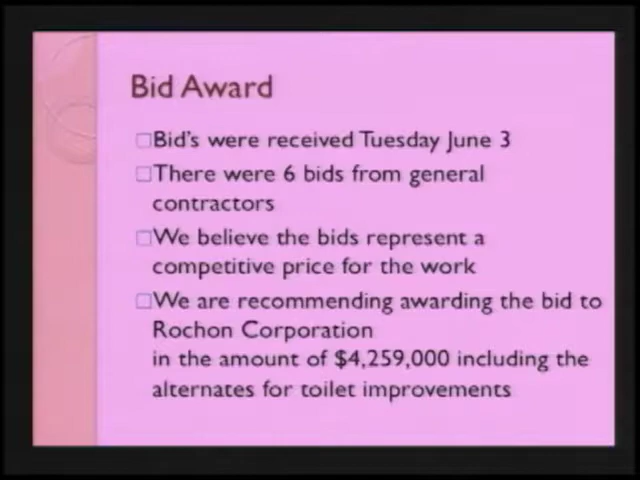 Bid Award
Bid's were received Tuesday June 3
There were 6 bids from general
contractors
We believe the bids represent a
competitive price for the work
We are recommending awarding the bid to
Rochon Corporation
in the amount of $4,259,000 including the
alternates for toilet improvements